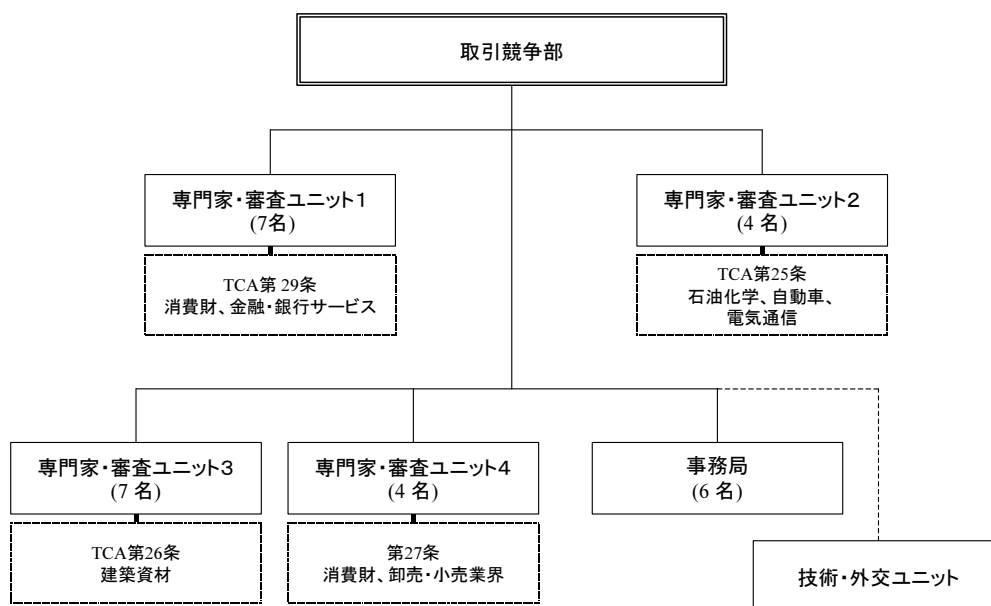 取引競争部
専門家・審査ユニット1
(7名)
専門家・審査ユニット2
(4 名)
TCA第 29条
消費財、金融・銀行サービス
TCA第25条
石油化学、自動車、
電気通信
専門家・審査ユニット3
(7 名)
専門家・審査ユニット4
(4 名)
事務局
(6 名)
TCA第26条
建築資材
第27条
消費財、卸売・小売業界
技術・外交ユニット